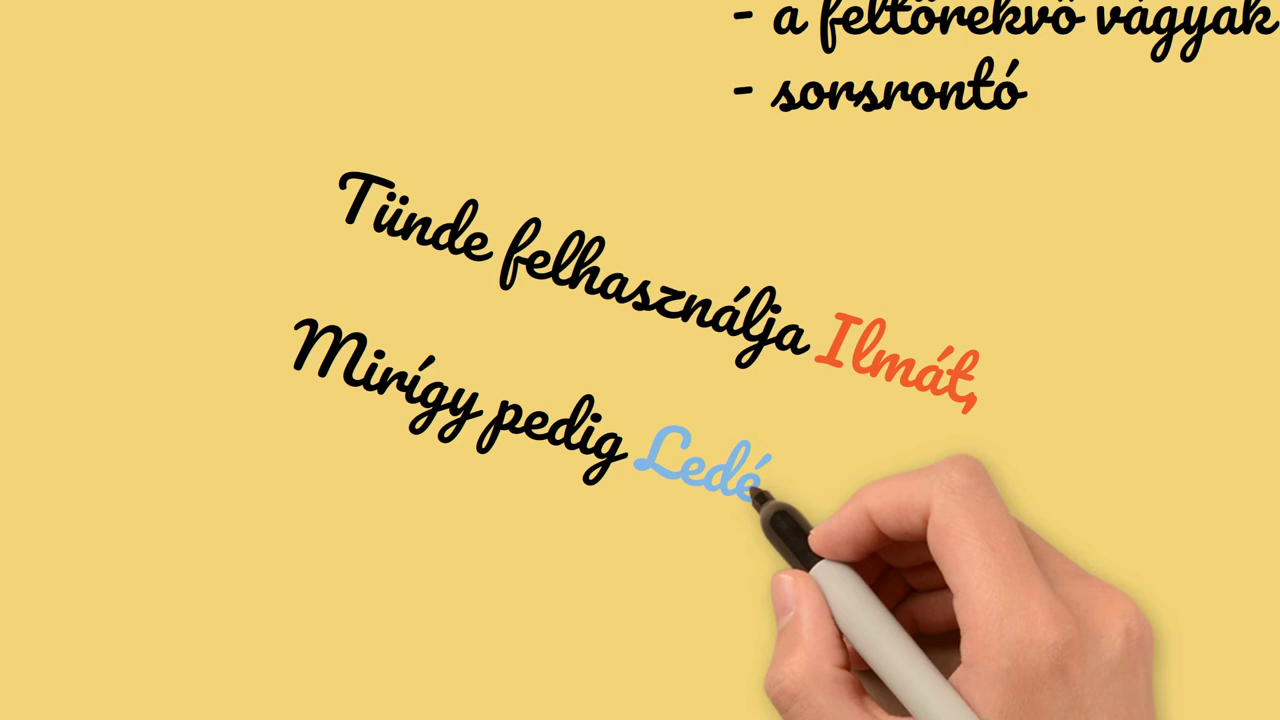 - a feltörekvő vágyak
- sorsrontó
Tünde felhasználja Ilmát,
Mirígy pedig Ledé